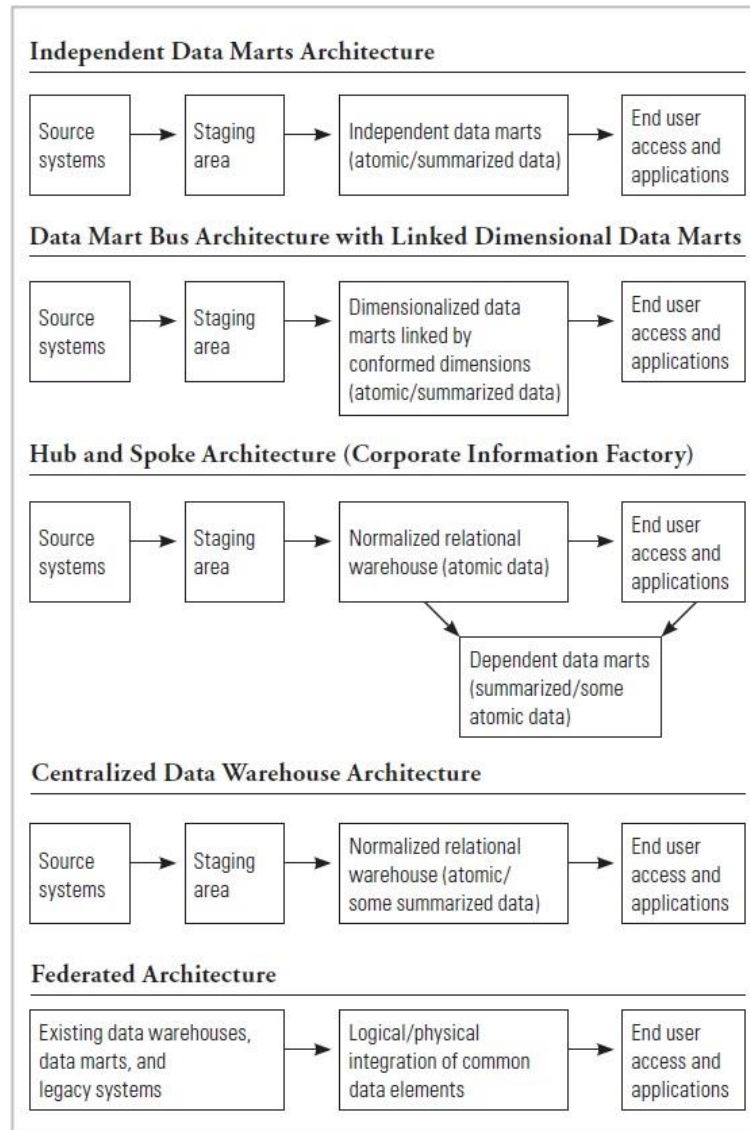 Independent Data Marts Architecture
Source
systems
Staging
area
Independent data marts
(atomic/summarized data)
End user
access and
applications
Data Mart Bus Architecture with Linked Dimensional Data Marts
Source
systems
Staging
area
Dimensionalized data
marts linked by
conformed dimensions
(atomic/summarized data)
End user
access and
applications
Hub and Spoke Architecture (Corporate Information Factory)
Source
systems
Staging
area
Normalized relational
warehouse (atomic data)
End user
access and
applications
Dependent data marts
(summarized/some
atomic data)
Centralized Data Warehouse Architecture
Source
systems
Staging
area
Normalized relational
warehouse (atomic/
some summarized data)
End user
access and
applications
Federated Architecture
Existing data warehouses,
data marts, and
legacy systems
Logical/physical
integration of common
data elements
End user
access and
applications